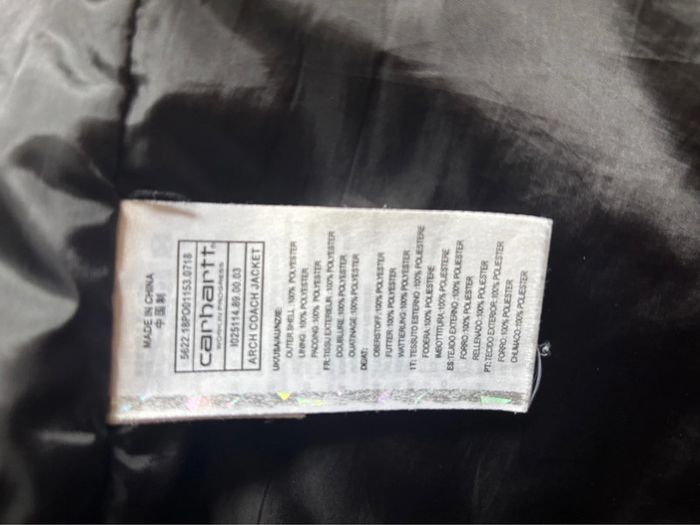 MADE IN CHINA
中国制
5622.18PO01153.0718
carhartt
WORK IN PROGRESS
I025114.89.00.03
ARCH COACH JACKET
UK/USA/AU/NZ/IE:
OUTER SHELL :100% POLYESTER
LINING :100% POLYESTER
PADDING :100% POLYESTER
FR:TISSU EXTERIEUR :100% POLYESTER
DOUBLURE :100% POLYESTER
OUATINAGE :100% POLYESTER
DE/AT:
OBERSTOFF:100% POLYESTER
FUTTER:100% POLYESTER
WATTIERUNG:100% POLYESTER
IT: TESSUTO ESTERNO :100% POLIESTERE
FODERA:100% POLIESTERE
:100% POLIESTERE
ES:TEJIDO EXTERNO :100% POLIESTER
FORRO:100% POLIESTER
RELLENADO :100% POLIESTER
PT:TECIDO EXTERIOR:100% POLIESTER
FORRO:100% POLIESTER
CHUMACO:100% POLIESTER